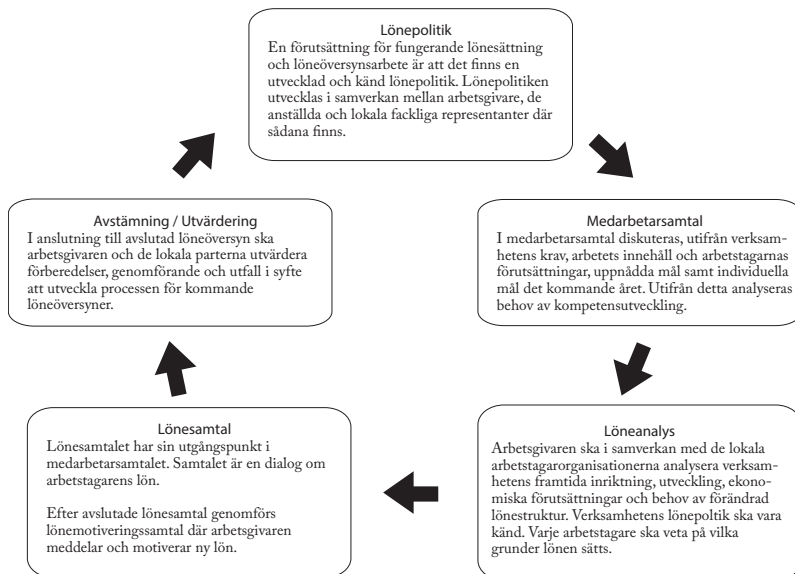 Lönepolitik
En förutsättning för fungerande lönesättning
och löneöversynsarbete är att det finns en
utvecklad och känd lönepolitik. Lönepolitiken
utvecklas i samverkan mellan arbetsgivare, de
anställda och lokala fackliga representanter där
sådana finns.
Medarbetarsamtal
I medarbetarsamtal diskuteras, utifrån verksam-
hetens krav, arbetets innehåll och arbetstagarnas
förutsättningar, uppnådda mål samt individuella
mål det kommande året. Utifrån detta analyseras
behov av kompetensutveckling.
Löneanalys
Arbetsgivaren ska i samverkan med de lokala
arbetstagarorganisationerna analysera verksam-
hetens framtida inriktning, utveckling, ekono-
miska förutsättningar och behov av förändrad
lönestruktur. Verksamhetens lönepoltik ska vara
känd. Varje arbetstagare ska veta på vilka
grunder lönen sätts.
Lönesamtal
Lönesamtalet har sin utgångspunkt i
medarbetarsamtalet. Samtalet är en dialog om
arbetstagarens lön.
Efter avslutade lönesamtal genomförs
lönemotiveringssamtal där arbetsgivaren
meddelar och motiverar ny lön.
Avstämning / Utvärdering
I anslutning till avslutad löneöversyn ska
arbetsgivaren och de lokala parterna utvärdera
förberedelser, genomförande och utfall i syfte
att utveckla processen för kommande
löneöversyner.